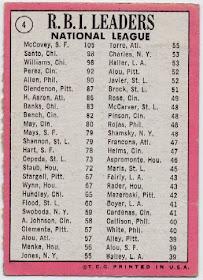 4
R.B.I. LEADERS
NATIONAL LEAGUE
McCovey, S. F. 105 Torre, Atl. 55
Santo, Chi. 98 Charles, N.Y. 53
Williams, Chi. 98 Haller, L.A. 53
Perez, Cin. 92 Alou, Pitt. 52
Allen, Phil. 90 Javier, St. L. 52
Clendenon, Pitt. 87 Brock, St. L. 51
H. Aaron, Atl. 86 Rose, Cin. 49
Banks, Chi. 83 McCarver, St. L. 48
Bench, Cin. 82 Pinson, Cin. 48
May, Cin. 80
Mays, S. F. 79 Rojas, Phil. 48
Shannon, St. L. 79 Shamsky, N.Y. 48
Hart, S. F. 78 Francona, Atl. 47
Cepeda, St. L. 73 Aspromonte, Hou. 46
Staub, Hou. 72 Maris, St. L. 45
Stargell, Pitt. 67 Fairly, L. A. 43
Wynn, Hou. 67 Rader, Hou. 43
Hundley, Chi. 65 Mazeroski, Pitt. 42
Flood, St. L. 60 Boyer, L.A. 41
Swoboda, N. Y. 59 Cardenas, Cin. 41
A. Johnson, Cin. 58 Callison, Phil. 40
Clemente, Pitt. 57 White, Phil. 40
Alou, Atl. 57 Alley, Pitt. 39
Menke, Hou. 56 Alou, S. F. 39
Jones, N. Y. 55 Bailey, L. A. 39
© T.C.G. PRINTED IN U.S.A.